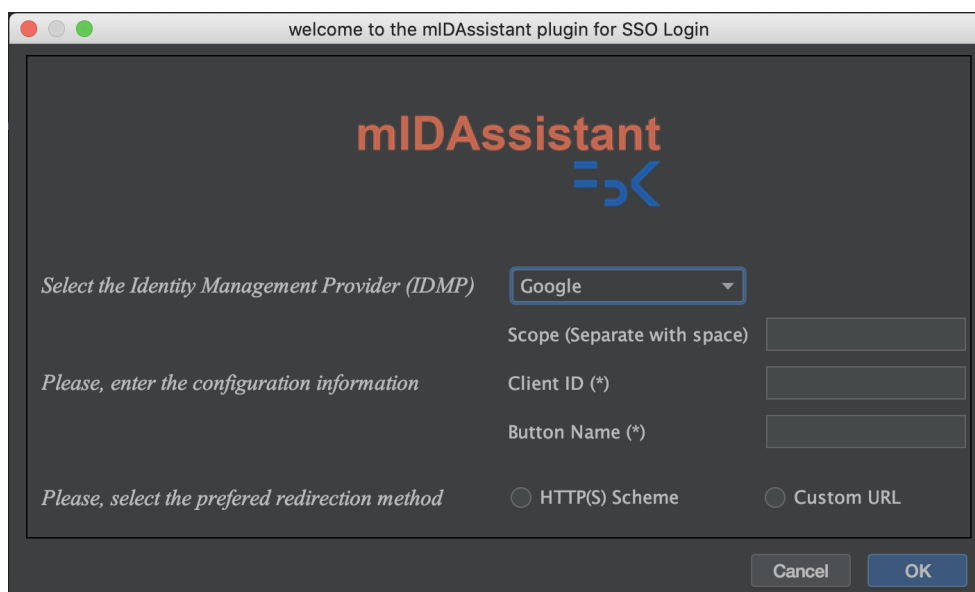 welcome to the mIDAssistant plugin for SSO Login
mIDAssistant
FBK
Select the Identity Management Provider (IDMP)
Google
Scope (Separate with space)
Please, enter the configuration information
Client ID (*)
Button Name (*)
Please, select the prefered redirection method
HTTP(S) Scheme
Custom URL
Cancel
OK